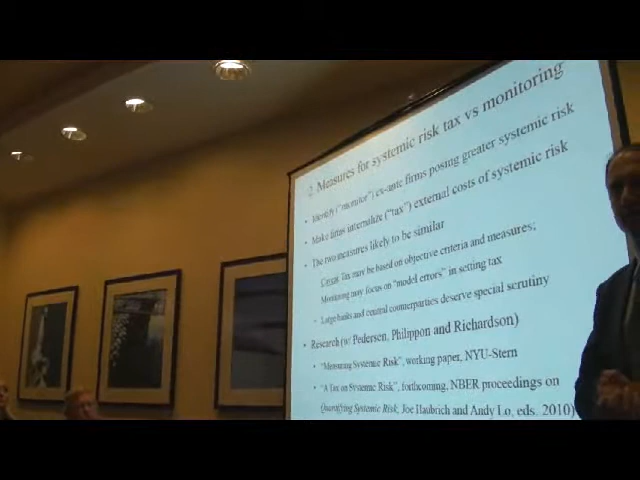 2. Measures for systemic risk tax vs monitoring
• Identify ("monitor") ex-ante firms posing greater systemic risk
• Make firms internalize ("tax") external costs of systemic risk
• The two measures likely to be similar
Caveat: Tax may be based on objective criteria and measures;
Monitoring may focus on "model errors" in setting tax
• Large banks and central counterparties deserve special scrutiny
• Research (w/ Pedersen, Philippon and Richardson)
• "Measuring Systemic Risk", working paper, NYU-Stern
• "A Tax on Systemic Risk", forthcoming, NBER proceedings on
Quantifying Systemic Risk, Joe Haubrich and Andy Lo, eds. 2010)